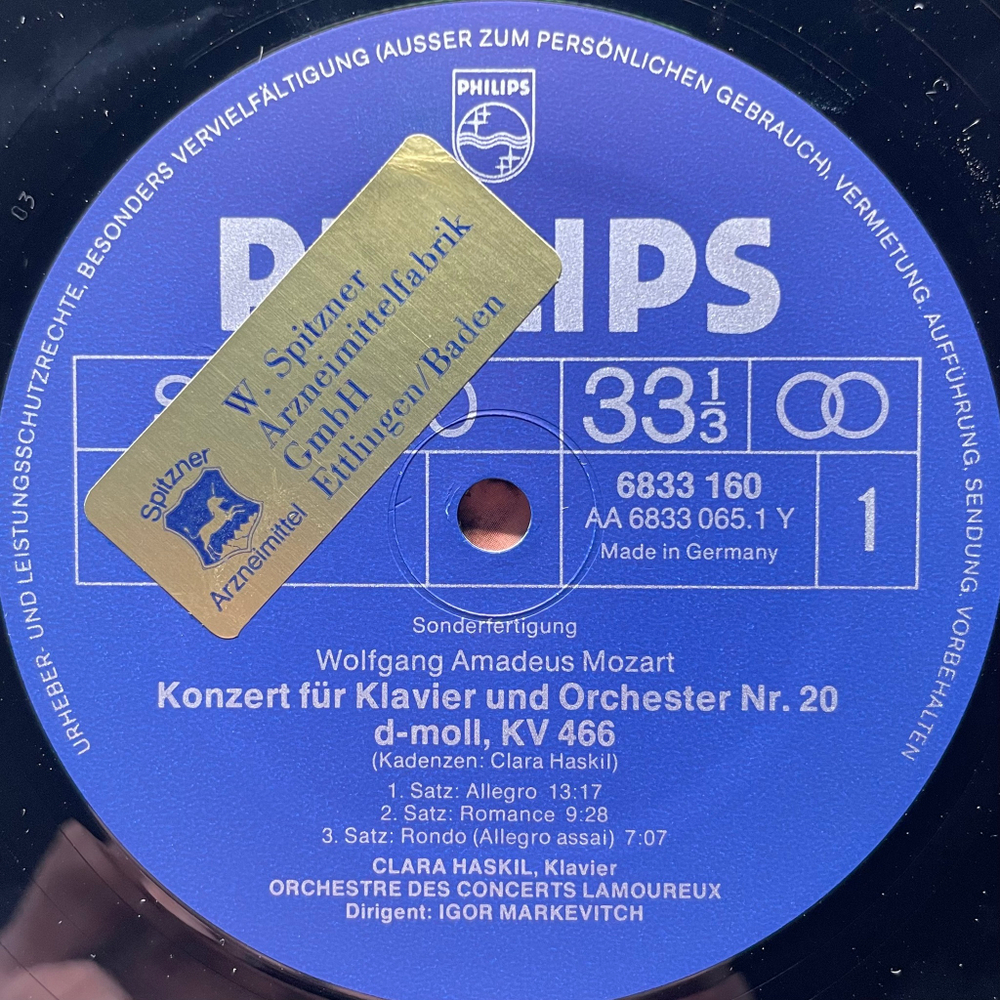 URHEBER- UND LEISTUNGSSCHUTZRECHTE, BESONDERS VERVIELFÄLTIGUNG (AUSSER ZUM PERSÖNLICHEN GEBRAUCH), VERMIETUNG, AUFFÜHRUNG, SENDUNG, VORBEHALTEN
PHILIPS
W. Spitzner
Arzneimittelfabrik
GmbH
Ettlingen/Baden
Spitzner
Arzneimittel
33 1/3
6833 160
AA 6833 065.1 Y
Made in Germany
1
Sonderfertigung
Wolfgang Amadeus Mozart
Konzert für Klavier und Orchester Nr. 20
d-moll, KV 466
(Kadenzen: Clara Haskil)
1. Satz: Allegro 13:17
2. Satz: Romance 9:28
3. Satz: Rondo (Allegro assai) 7:07
CLARA HASKIL, Klavier
ORCHESTRE DES CONCERTS LAMOUREUX
Dirigent: IGOR MARKEVITCH
03